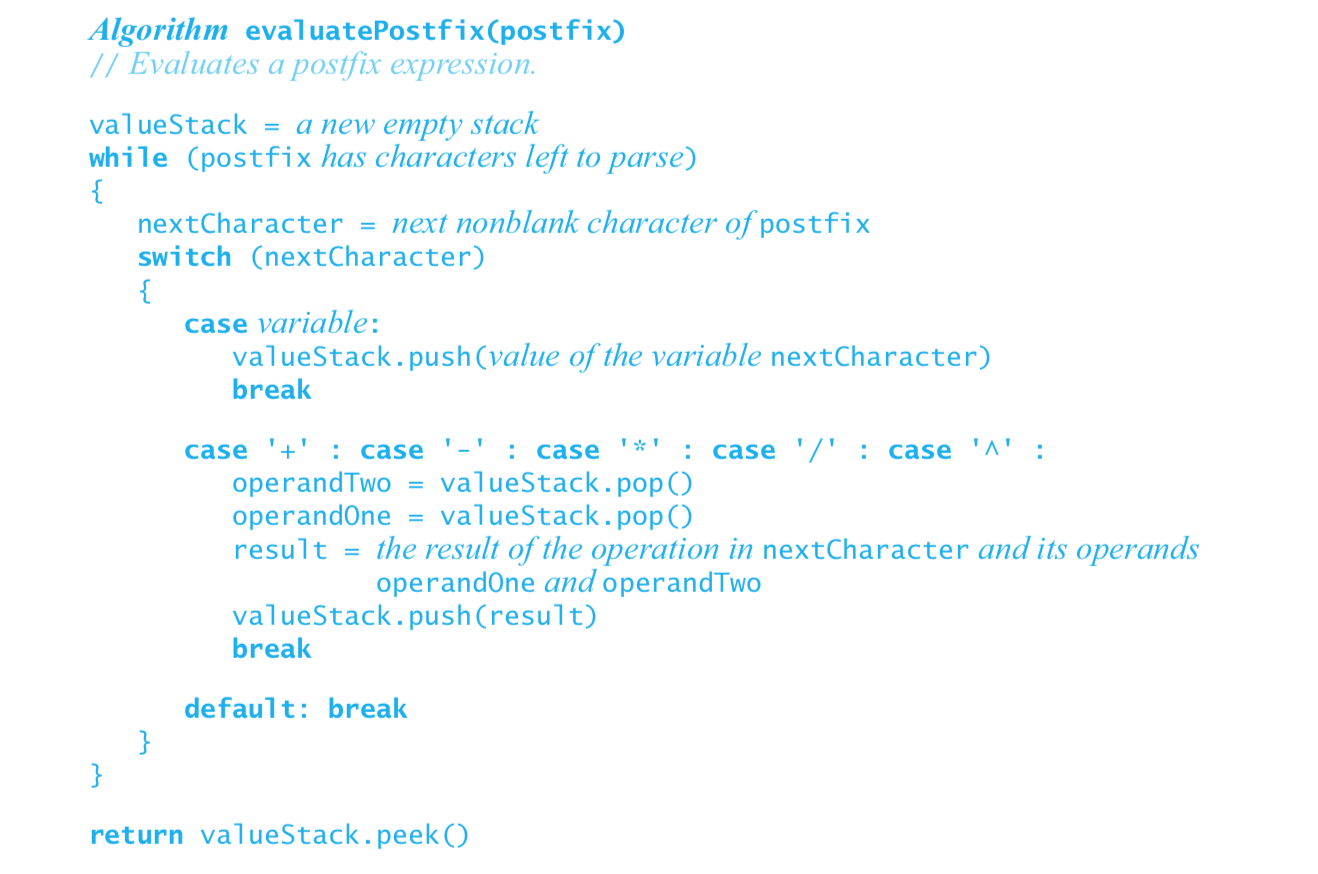 Algorithm evaluatePostfix(postfix)
// Evaluates a postfix expression.
valueStack = a new empty stack
while (postfix has characters left to parse)
{
nextCharacter = next nonblank character of postfix
switch (nextCharacter)
{
case variable:
valueStack.push(value of the variable nextCharacter)
break
case '+' : case '-' : case '*' : case '/' : case '^' :
operandTwo = valueStack.pop()
operandOne = valueStack.pop()
result = the result of the operation in nextCharacter and its operands
operandOne and operandTwo
valueStack.push(result)
break
default: break
}
}
return valueStack.peek()